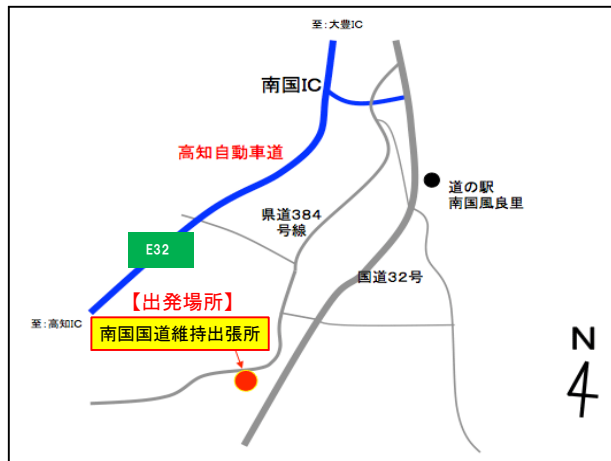 至:大豊IC
南国IC
高知自動車道
道の駅
南国風良里
県道384
号線
E32
国道32号
【出発場所】
至:高知IC
南国国道維持出張所
N